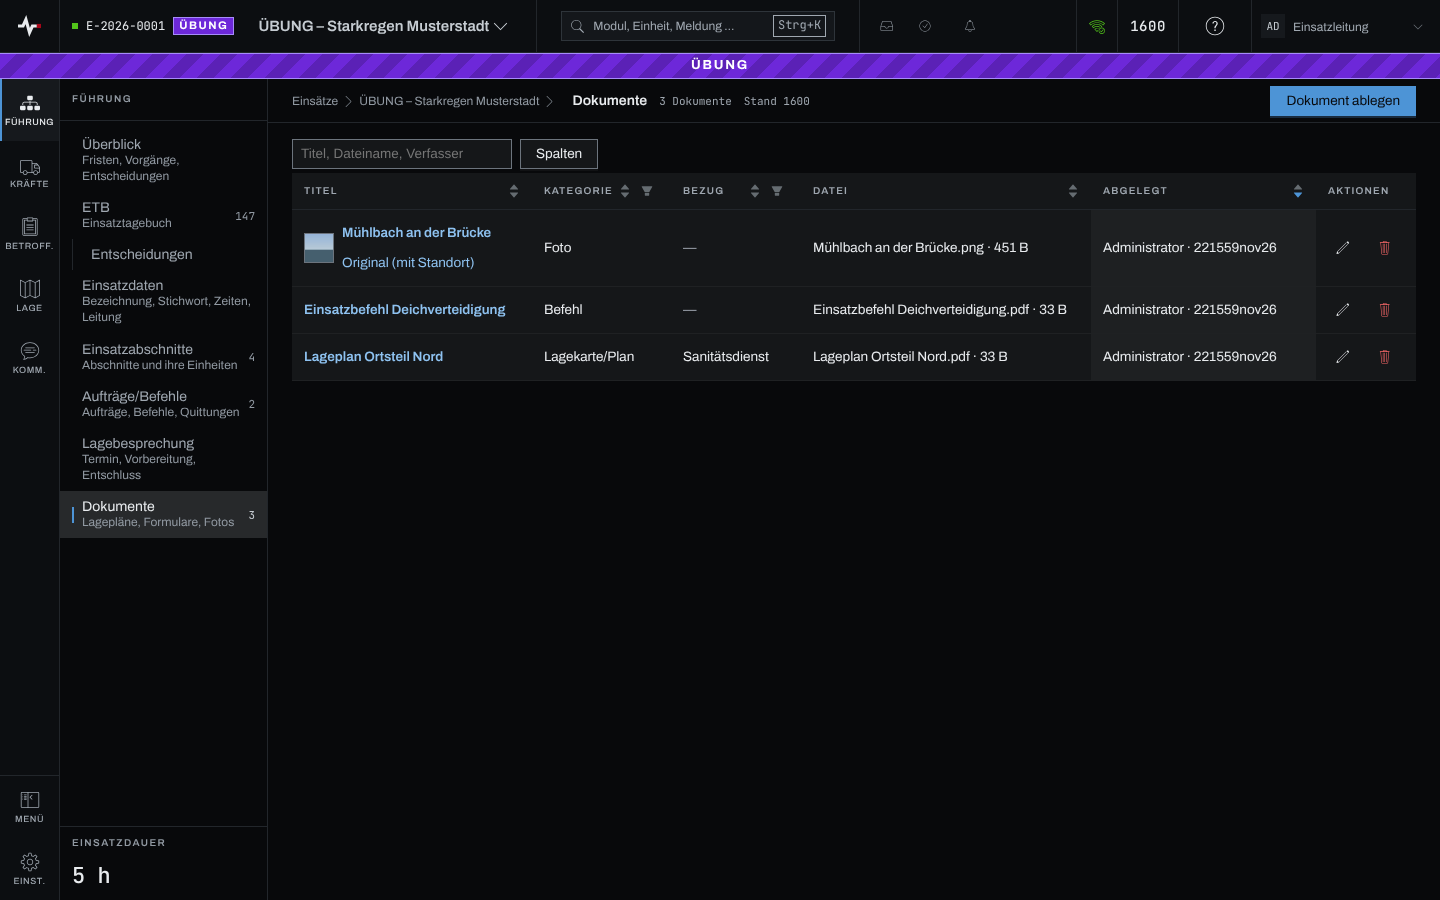 E-2026-0001 ÜBUNG ÜBUNG – Starkregen Musterstadt Modul, Einheit, Meldung ... Strg+K 1600 ? AD Einsatzleitung
ÜBUNG
FÜHRUNG
KRÄFTE
BETROFF.
LAGE
KOMM.
MENÜ
EINST.
FÜHRUNG
Überblick
Fristen, Vorgänge,
Entscheidungen
ETB
Einsatztagebuch 147
Entscheidungen
Einsatzdaten
Bezeichnung, Stichwort, Zeiten,
Leitung
Einsatzabschnitte
Abschnitte und ihre Einheiten 4
Aufträge/Befehle
Aufträge, Befehle, Quittungen 2
Lagebesprechung
Termin, Vorbereitung,
Entschluss
Dokumente
Lagepläne, Formulare, Fotos 3
EINSATZDAUER
5 h
Einsätze ÜBUNG – Starkregen Musterstadt Dokumente 3 Dokumente Stand 1600 Dokument ablegen
Titel, Dateiname, Verfasser Spalten
TITEL KATEGORIE BEZUG DATEI ABGELEGT AKTIONEN
Mühlbach an der Brücke
Original (mit Standort) Foto — Mühlbach an der Brücke.png · 451 B Administrator · 221559nov26
Einsatzbefehl Deichverteidigung Befehl — Einsatzbefehl Deichverteidigung.pdf · 33 B Administrator · 221559nov26
Lageplan Ortsteil Nord Lagekarte/Plan Sanitätsdienst Lageplan Ortsteil Nord.pdf · 33 B Administrator · 221559nov26